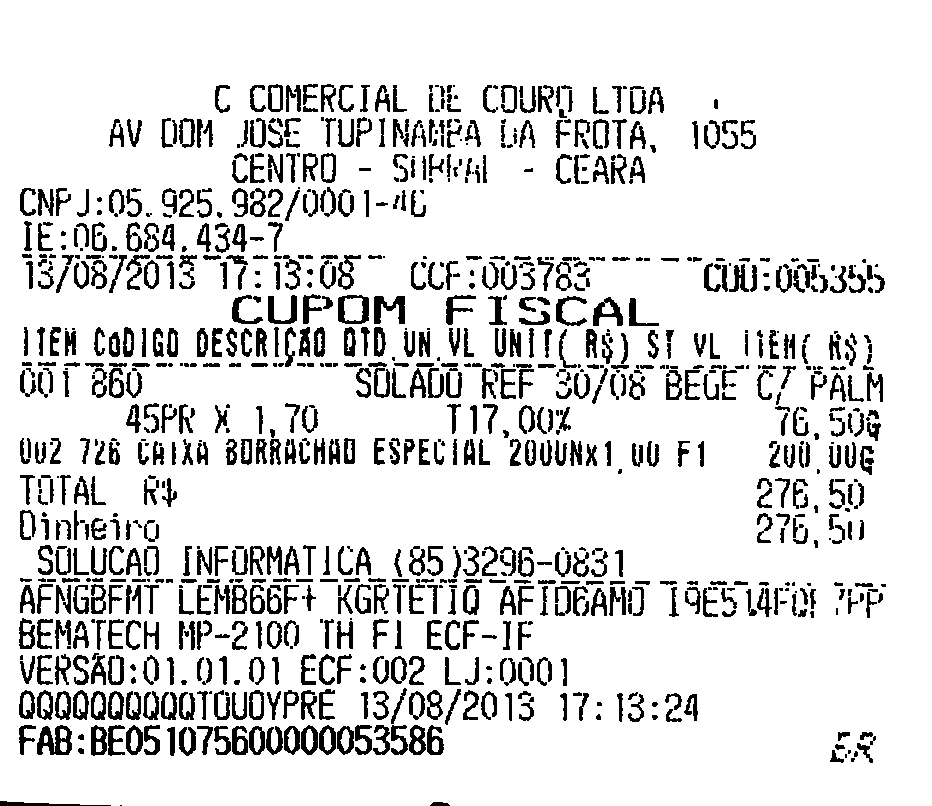 C COMERCIAL DE COURO LTDA
AV DOM JOSE TUPINAMBA DA FROTA, 1055
CENTRO - SOBRAL - CEARA
CNPJ:05.925.982/0001-46
IE:06.684.434-7
13/08/2013 17:13:08 CCF:003783 COO:005355
CUPOM FISCAL
ITEM CODIGO DESCRIÇÃO QTD.UN.VL UNIT( R$) ST VL ITEM( R$)
001 860 SOLADO REF 30/08 BEGE C/ PALM
45PR X 1,70 T17,00% 76,50G
002 726 CAIXA BORRACHAO ESPECIAL 200UNx1,00 F1 200,00G
TOTAL R$ 276,50
Dinheiro 276,50
SOLUCAO INFORMATICA (85)3296-0831
AFNGBFMT LEMB66F+ KGRTETIQ AFID6AMO
BEMATECH MP-2100 TH FI ECF-IF
VERSÃO:01.01.01 ECF:002 LJ:0001
QQQQQQQQQQTOUOYPRE 13/08/2013 17:13:24
FAB:BE051075600000053586
BR